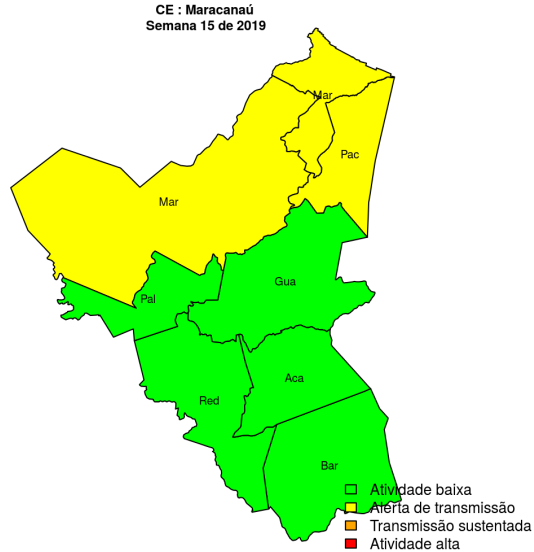 CE : Maracanaú
Semana 15 de 2019
Mar
Pac
Mar
Gua
Pal
Aca
Red
Bar
Atividade baixa
Alerta de transmissão
Transmissão sustentada
Atividade alta